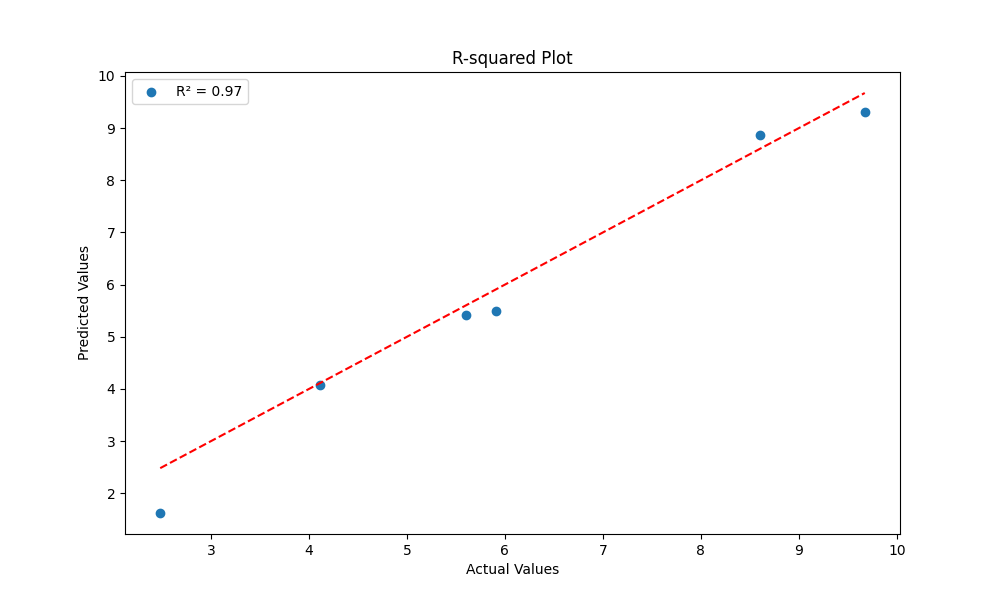 R-squared Plot
R² = 0.97
10
9
8
7
6
5
4
3
2
Predicted Values
3 4 5 6 7 8 9 10
Actual Values